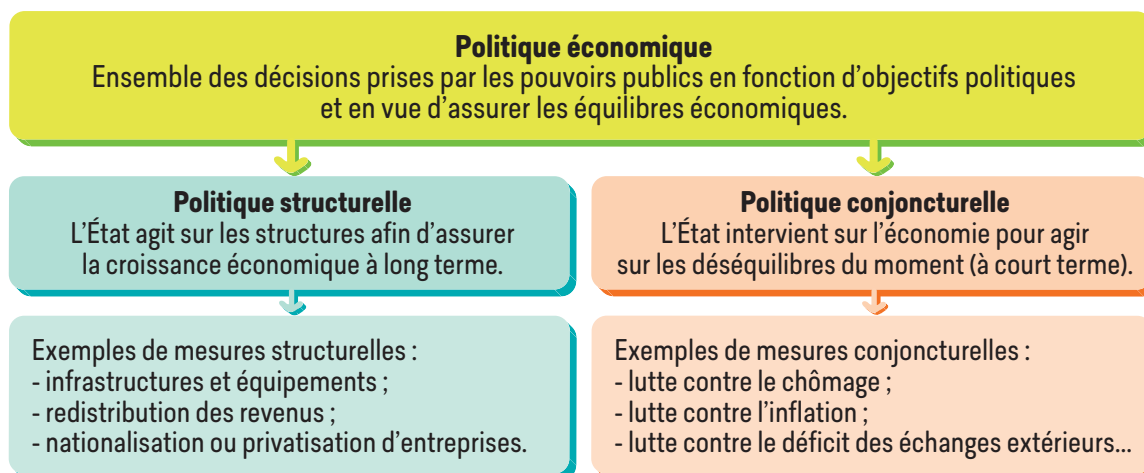 Politique économique
Ensemble des décisions prises par les pouvoirs publics en fonction d’objectifs politiques
et en vue d’assurer les équilibres économiques.
Politique structurelle
L’État agit sur les structures afin d’assurer
la croissance économique à long terme.
Politique conjoncturelle
L’État intervient sur l’économie pour agir
sur les déséquilibres du moment (à court terme).
Exemples de mesures structurelles :
- infrastructures et équipements ;
- redistribution des revenus ;
- nationalisation ou privatisation d’entreprises.
Exemples de mesures conjoncturelles :
- lutte contre le chômage ;
- lutte contre l’inflation ;
- lutte contre le déficit des échanges extérieurs...